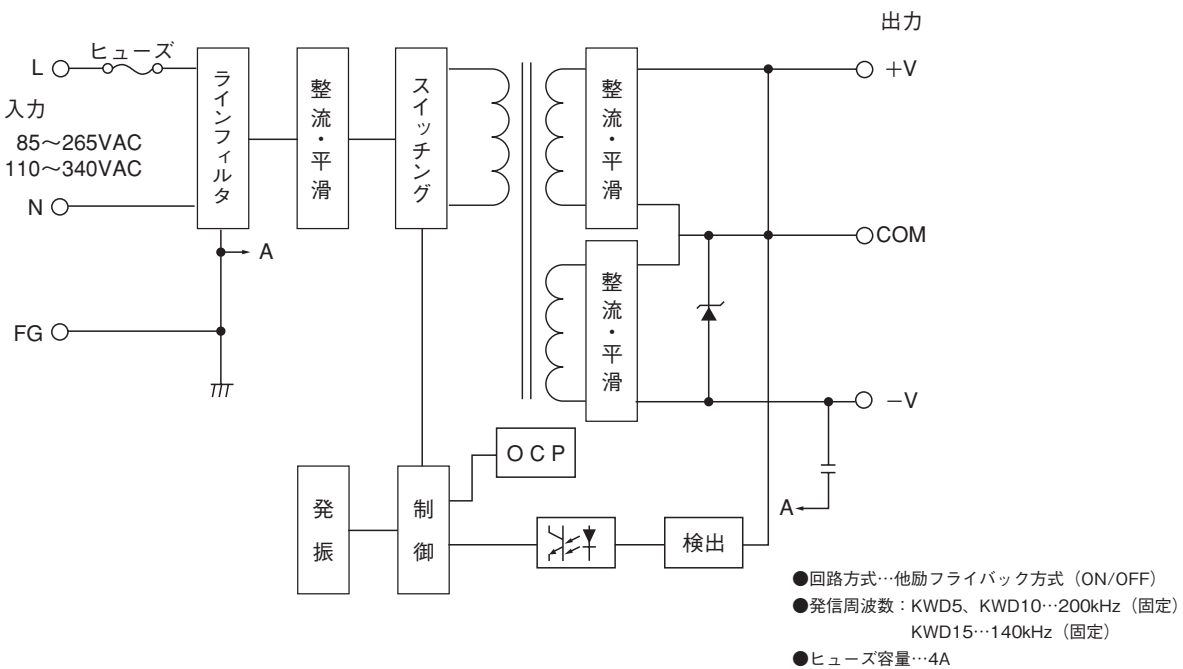 出力
ヒューズ
L
+V
ラインフィルタ
整流・平滑
スイッチング
整流・平滑
入力
85〜265VAC
110〜340VAC
N
A
COM
FG
整流・平滑
−V
OCP
発振
制御
検出
A
●回路方式…他励フライバック方式（ON/OFF）
●発信周波数：KWD5、KWD10…200kHz（固定）
KWD15…140kHz（固定）
●ヒューズ容量…4A